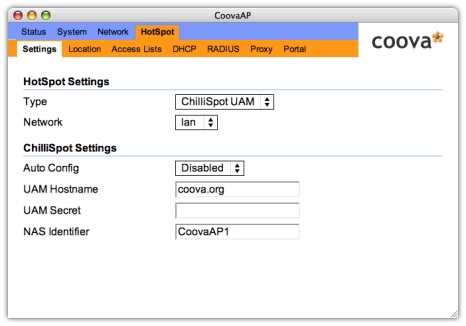 CoovaAP
Status System Network HotSpot
coova
Settings Location Access Lists DHCP RADIUS Proxy Portal
HotSpot Settings
Type ChilliSpot UAM
Network lan
ChilliSpot Settings
Auto Config Disabled
UAM Hostname coova.org
UAM Secret
NAS Identifier CoovaAP1